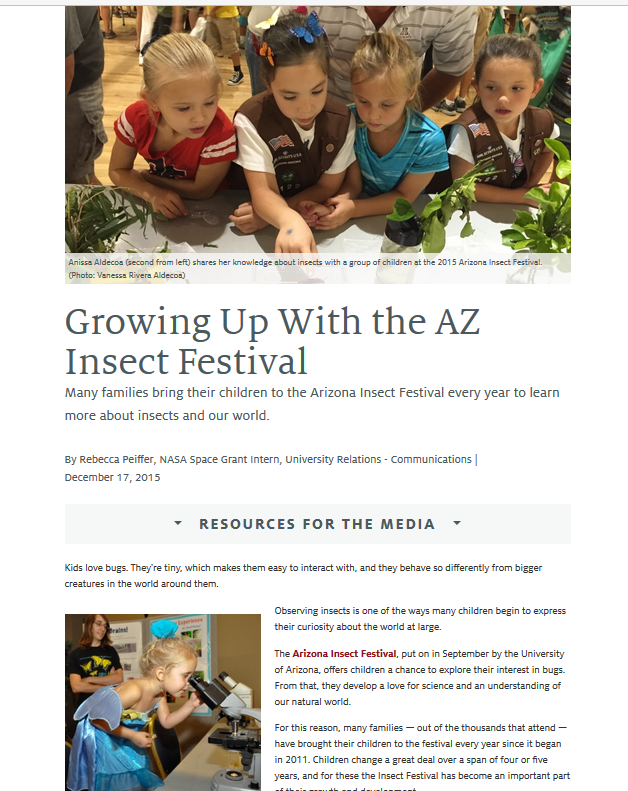 Anissa Aldecoa (second from left) shares her knowledge about insects with a group of children at the 2015 Arizona Insect Festival.
(Photo: Vanessa Rivera Aldecoa)
Growing Up With the AZ
Insect Festival
Many families bring their children to the Arizona Insect Festival every year to learn
more about insects and our world.
By Rebecca Peiffer, NASA Space Grant Intern, University Relations - Communications |
December 17, 2015
RESOURCES FOR THE MEDIA
Kids love bugs. They're tiny, which makes them easy to interact with, and they behave so differently from bigger
creatures in the world around them.
Observing insects is one of the ways many children begin to express
their curiosity about the world at large.
The Arizona Insect Festival, put on in September by the University
of Arizona, offers children a chance to explore their interest in bugs.
From that, they develop a love for science and an understanding of
our natural world.
For this reason, many families — out of the thousands that attend —
have brought their children to the festival every year since it began
in 2011. Children change a great deal over a span of four or five
years, and for these the Insect Festival has become an important part
of their growth and development.